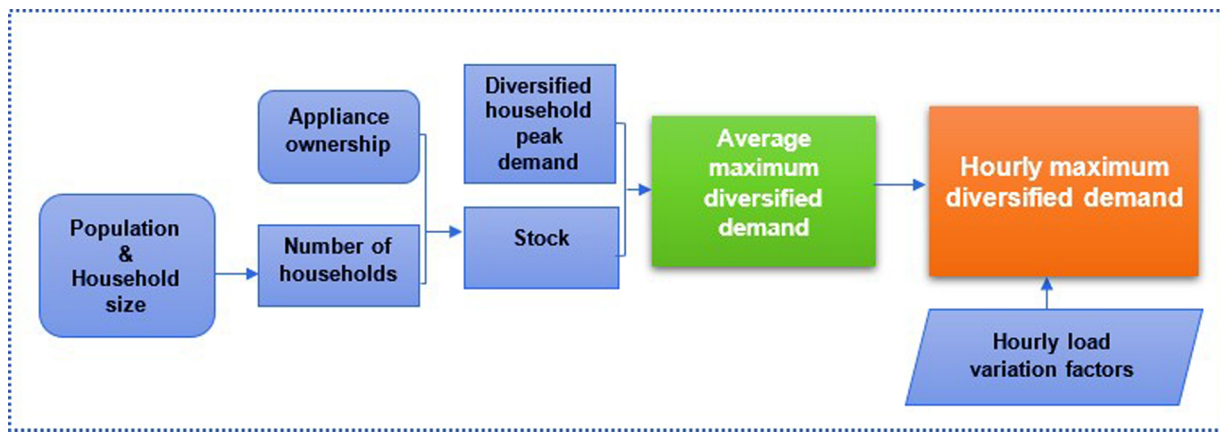 Population
&
Household
size
Appliance
ownership
Number of
households
Diversified
household
peak
demand
Stock
Average
maximum
diversified
demand
Hourly maximum
diversified demand
Hourly load
variation factors